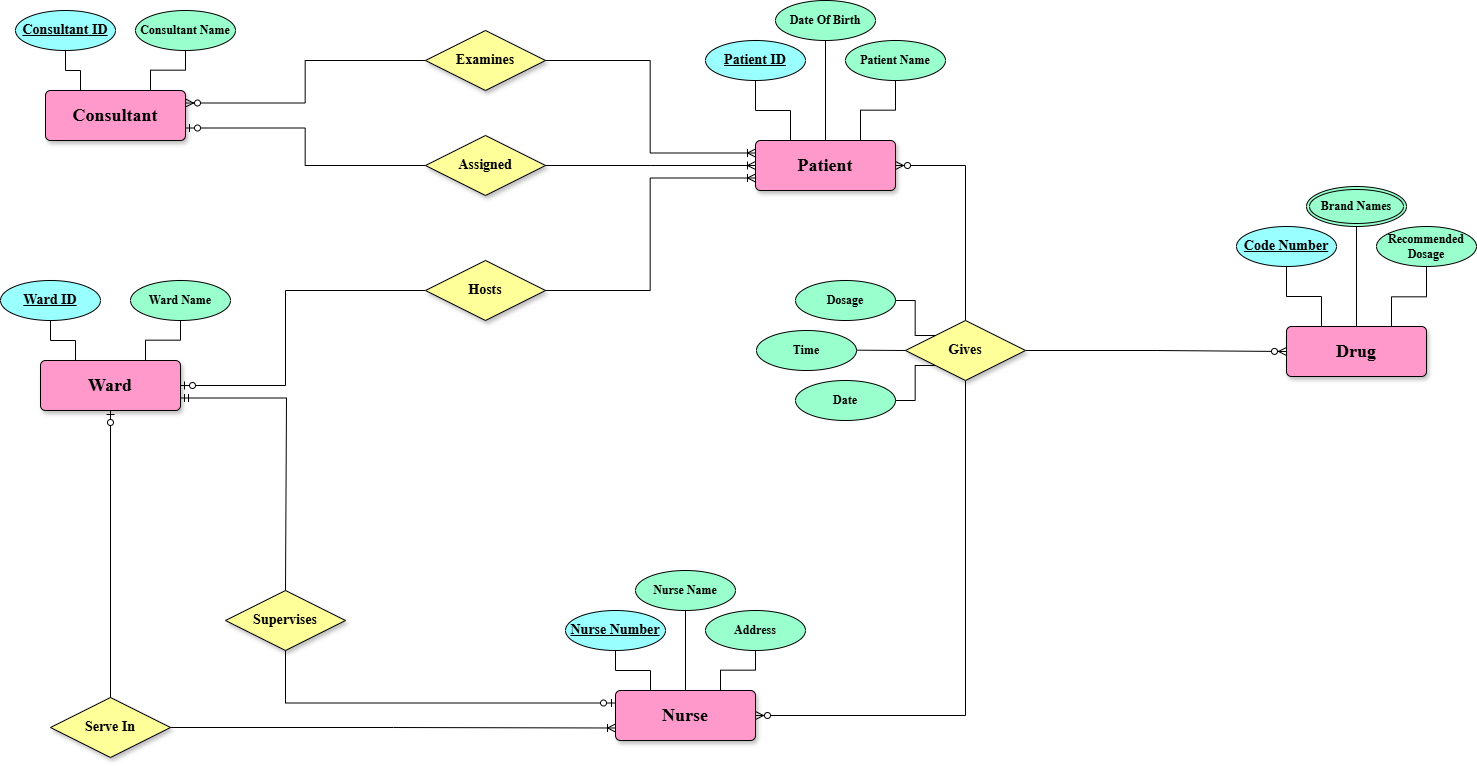 Consultant ID
Consultant Name
Consultant
Examines
Assigned
Date Of Birth
Patient ID
Patient Name
Patient
Brand Names
Code Number
Recommended
Dosage
Drug
Ward ID
Ward Name
Ward
Hosts
Dosage
Time
Date
Gives
Supervises
Serve In
Nurse Name
Nurse Number
Address
Nurse